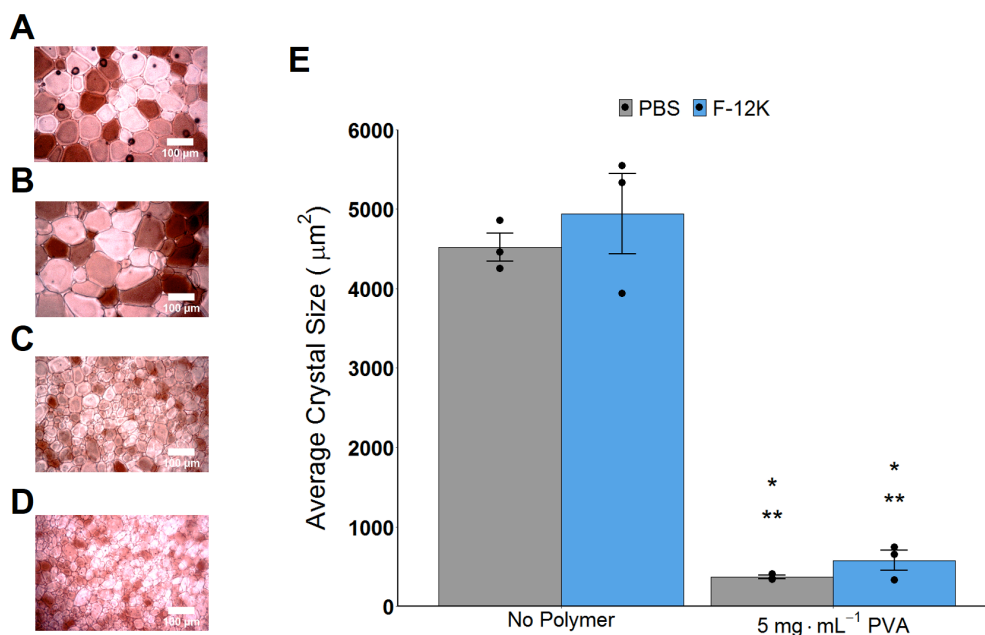 A
100 µm
B
100 µm
C
100 µm
D
100 µm
E
PBS F-12K
Average Crystal Size ( µm²)
6000
5000
4000
3000
2000
1000
0
*
**
*
**
No Polymer
5 mg · mL⁻¹ PVA